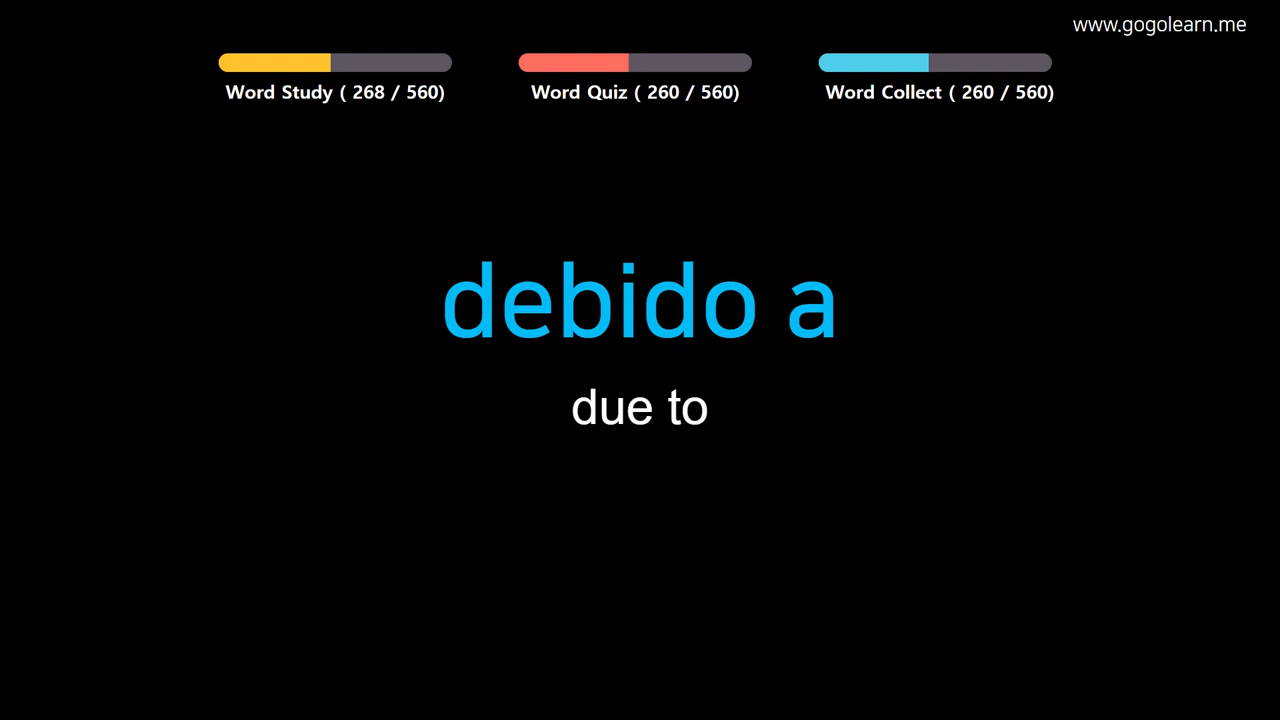 www.gogolearn.me
Word Study ( 268 / 560)
Word Quiz ( 260 / 560)
Word Collect ( 260 / 560)
debido a
due to